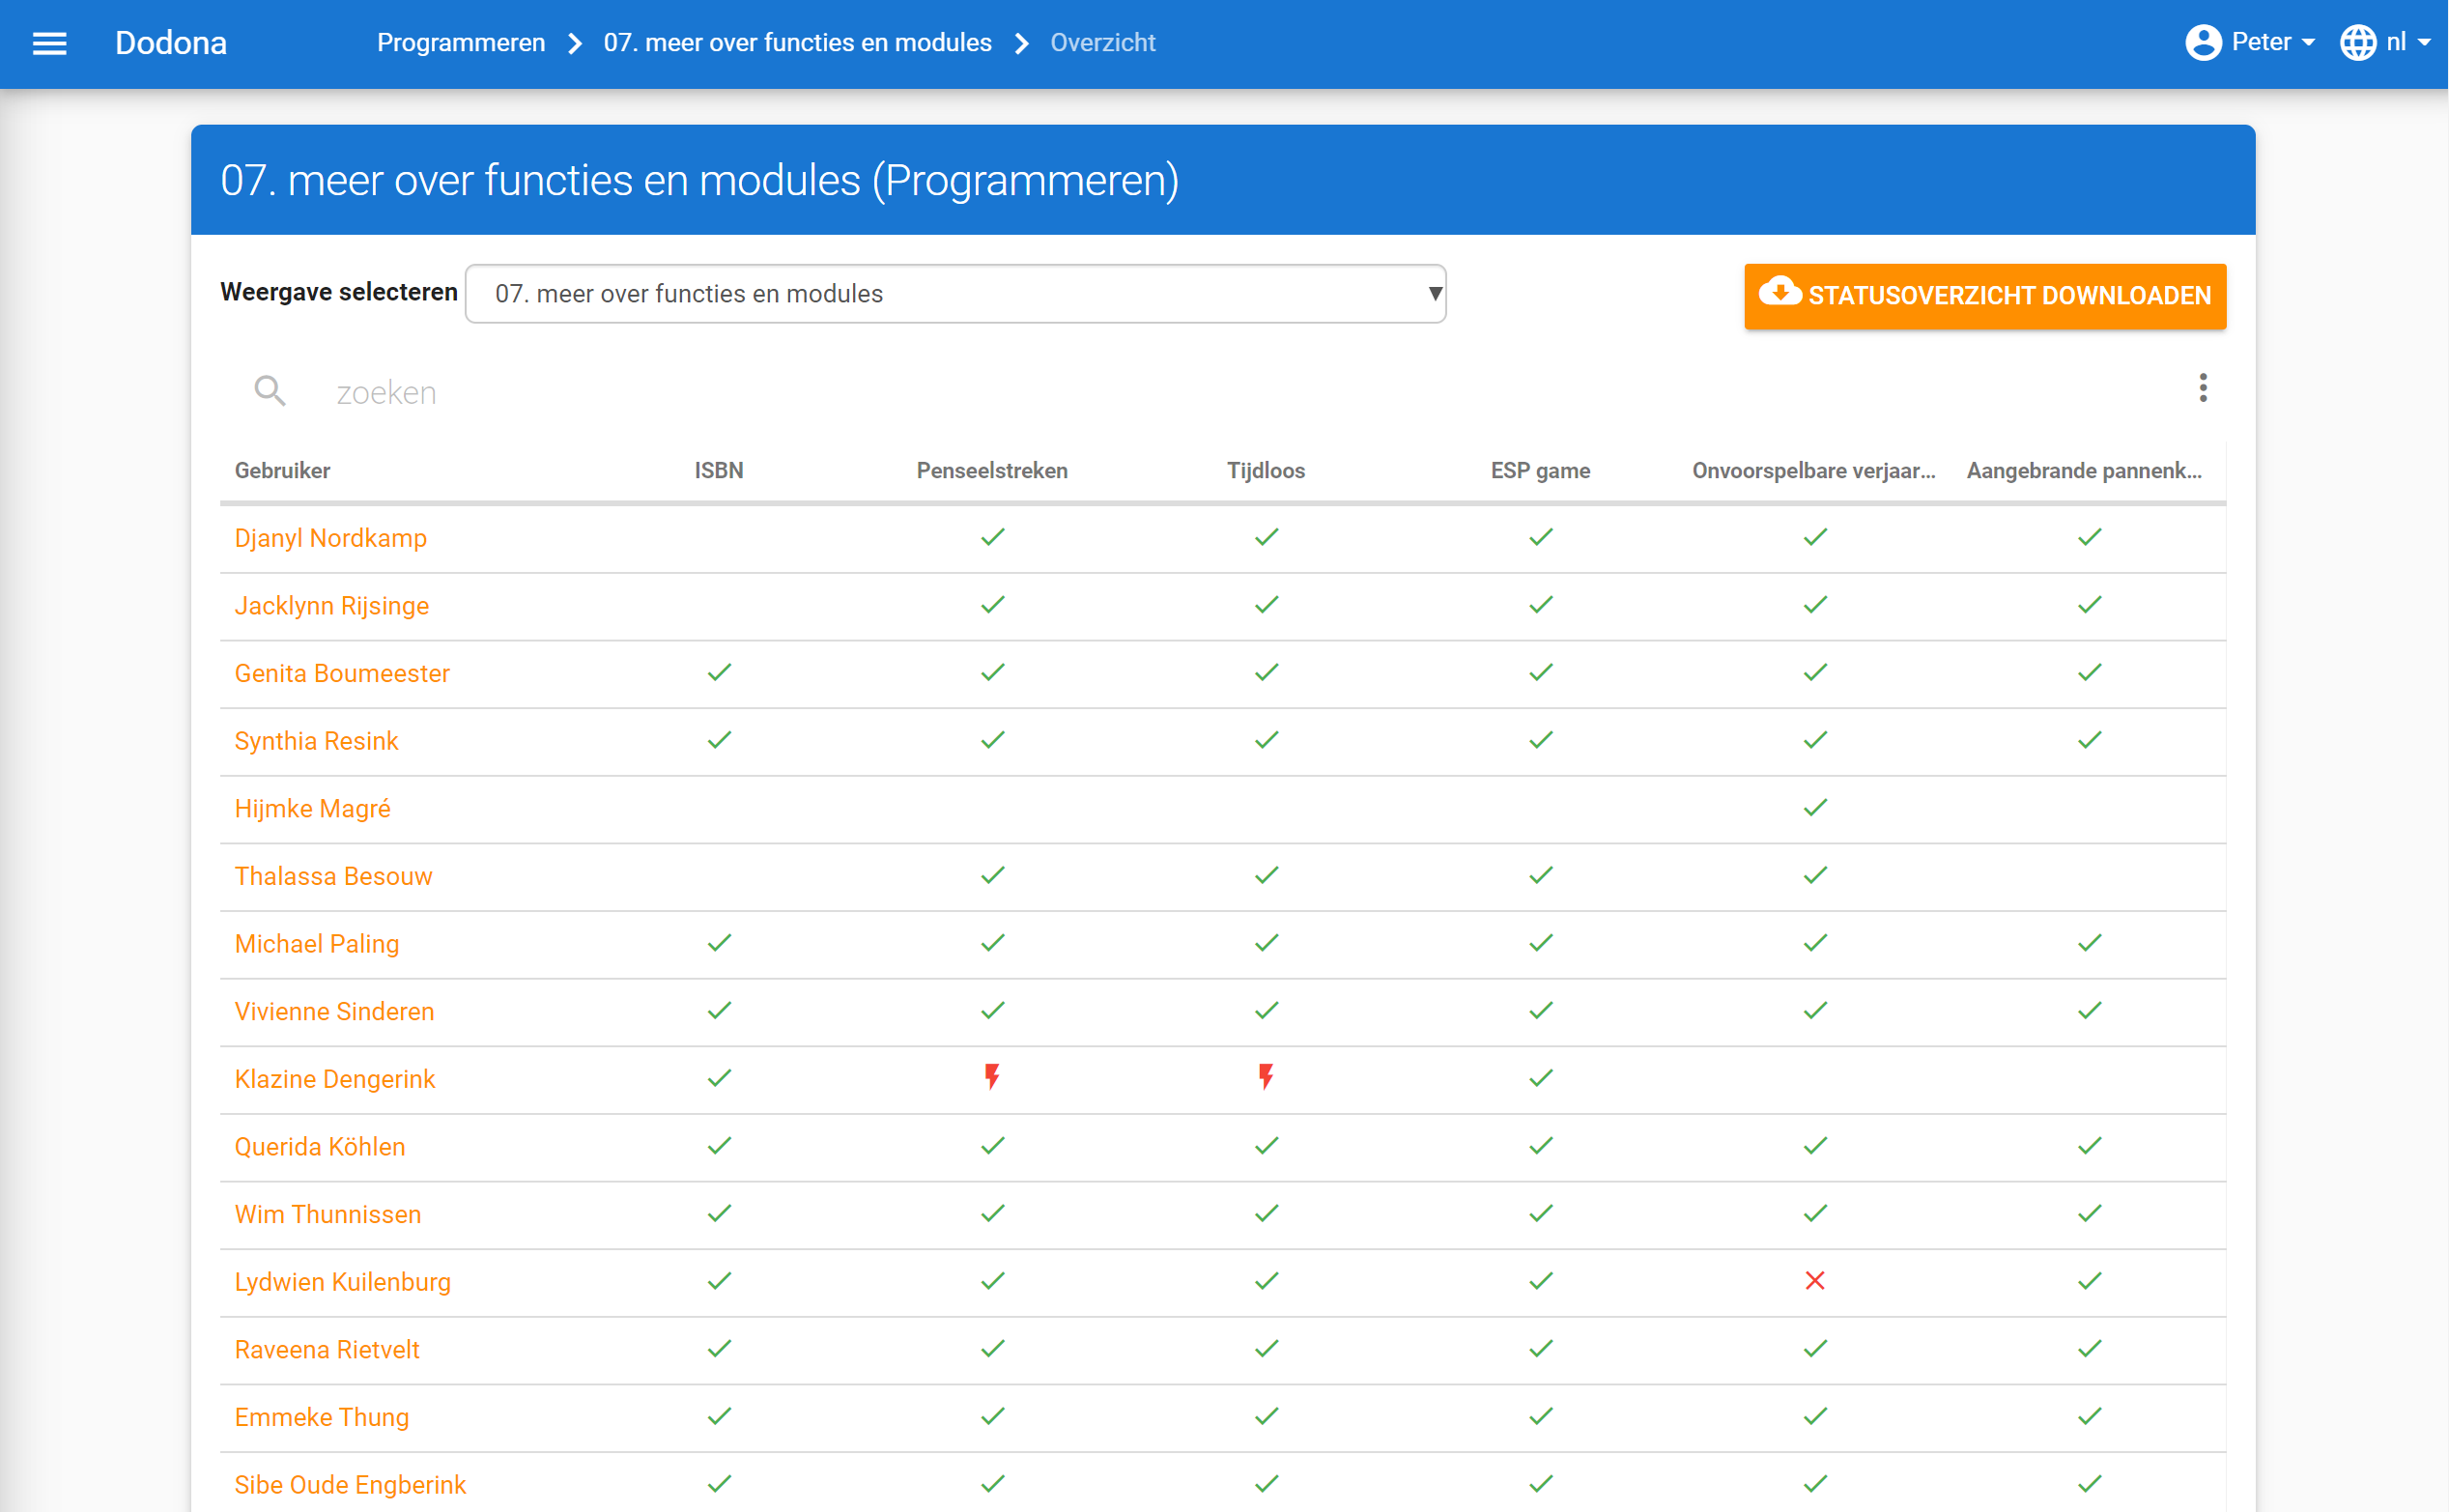 Dodona Programmeren 07. meer over functies en modules Overzicht Peter nl
07. meer over functies en modules (Programmeren)
Weergave selecteren 07. meer over functies en modules STATUSOVERZICHT DOWNLOADEN
zoeken
Gebruiker ISBN Penseelstreken Tijdloos ESP game Onvoorspelbare verjaar... Aangebrande pannenk...
Djanyl Nordkamp
Jacklynn Rijsinge
Genita Boumeester
Synthia Resink
Hijmke Magré
Thalassa Besouw
Michael Paling
Vivienne Sinderen
Klazine Dengerink
Querida Köhlen
Wim Thunnissen
Lydwien Kuilenburg
Raveena Rietvelt
Emmeke Thung
Sibe Oude Engberink